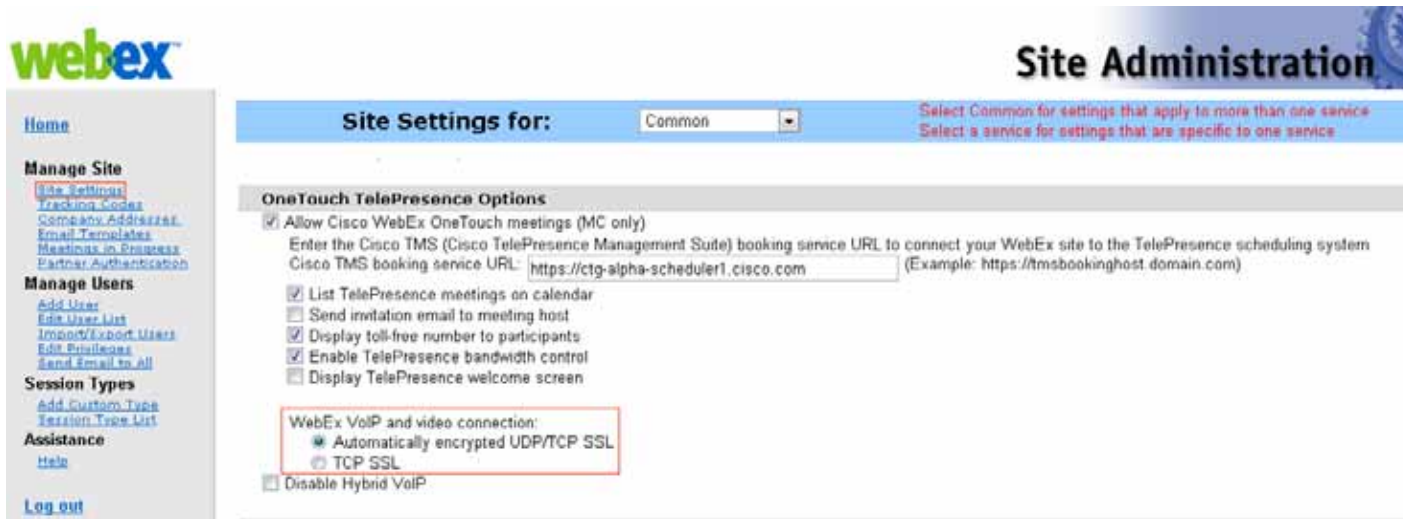 webex™
Site Administration
Home
Manage Site
Site Settings
Tracking Codes
Company Addresses
Email Templates
Meetings in Progress
Partner Authentication
Manage Users
Add User
Edit User List
Import/Export Users
Edit Privileges
Send Email to All
Session Types
Add Custom Type
Session Type List
Assistance
Help
Log out
Site Settings for:
Common
Select Common for settings that apply to more than one service
Select a service for settings that are specific to one service
OneTouch TelePresence Options
Allow Cisco WebEx OneTouch meetings (MC only)
Enter the Cisco TMS (Cisco TelePresence Management Suite) booking service URL to connect your WebEx site to the TelePresence scheduling system
Cisco TMS booking service URL: https://ctg-alpha-scheduler1.cisco.com (Example: https://tmsbookinghost.domain.com)
List TelePresence meetings on calendar
Send invitation email to meeting host
Display toll-free number to participants
Enable TelePresence bandwidth control
Display TelePresence welcome screen
WebEx VoIP and video connection:
Automatically encrypted UDP/TCP SSL
TCP SSL
Disable Hybrid VoIP